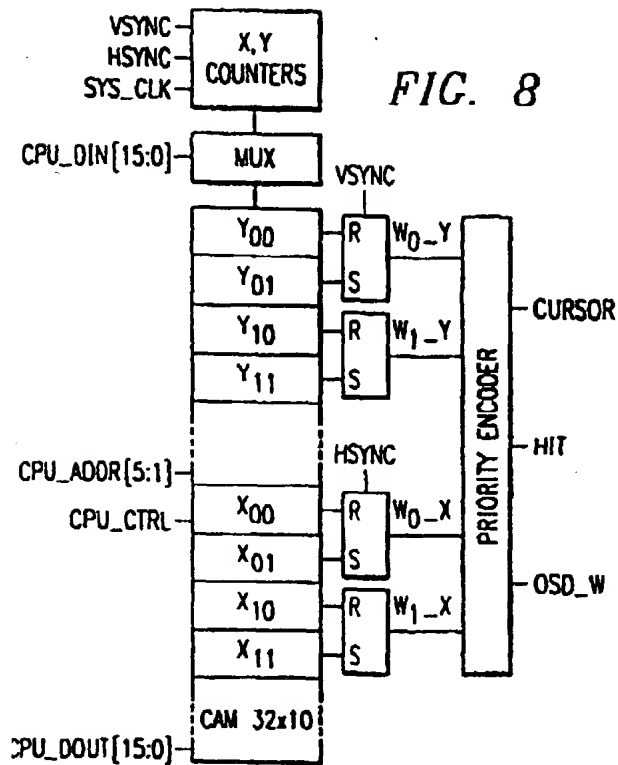 VSYNC
HSYNC
SYS_CLK
X,Y
COUNTERS
FIG. 8
CPU_DIN[15:0]
MUX
VSYNC
Y00
R
W0_Y
Y01
S
Y10
R
W1_Y
Y11
S
CURSOR
PRIORITY ENCODER
HIT
OSD_W
CPU_ADDR[5:1]
HSYNC
CPU_CTRL
X00
R
W0_X
X01
S
X10
R
W1_X
X11
S
CAM 32x10
CPU_DOUT[15:0]